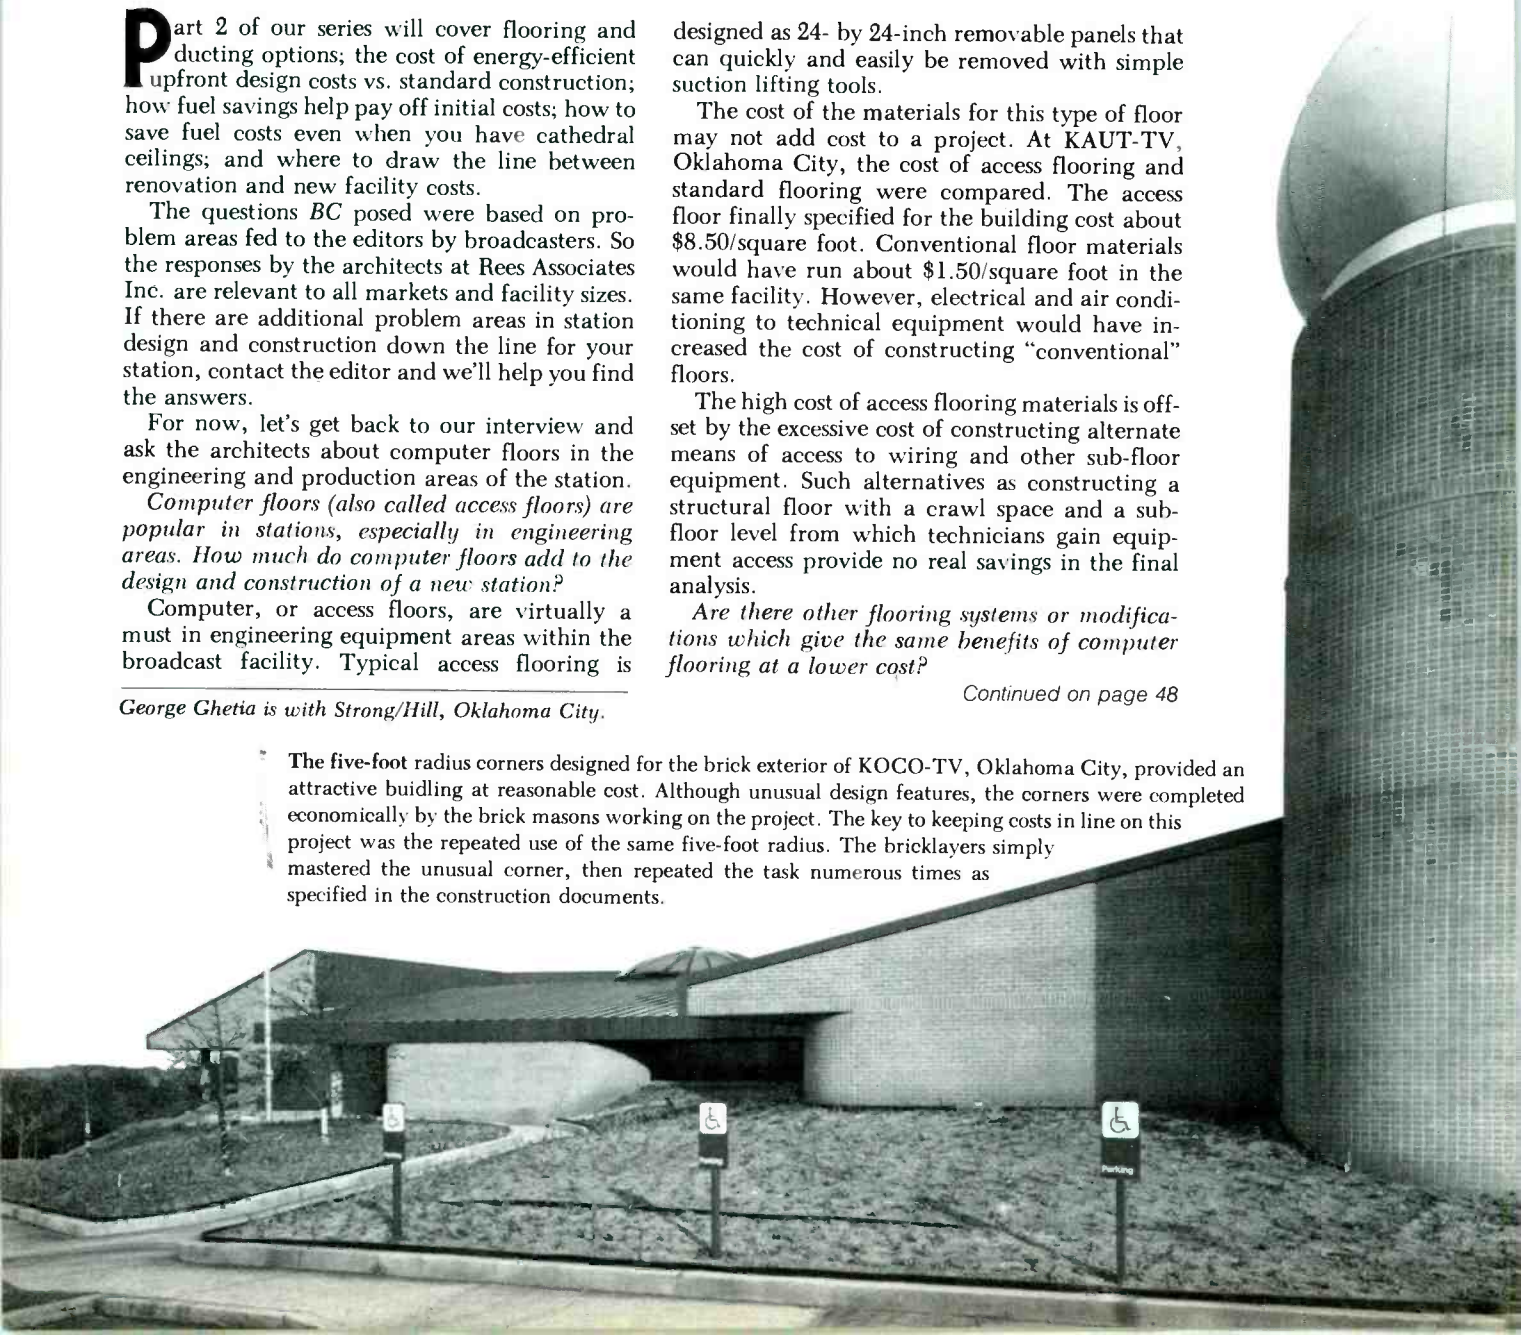 Part 2 of our series will cover flooring and
ducting options; the cost of energy-efficient
upfront design costs vs. standard construction;
how fuel savings help pay off initial costs; how to
save fuel costs even when you have cathedral
ceilings; and where to draw the line between
renovation and new facility costs.
The questions BC posed were based on pro-
blem areas fed to the editors by broadcasters. So
the responses by the architects at Rees Associates
Inc. are relevant to all markets and facility sizes.
If there are additional problem areas in station
design and construction down the line for your
station, contact the editor and we'll help you find
the answers.
For now, let's get back to our interview and
ask the architects about computer floors in the
engineering and production areas of the station.
Computer floors (also called access floors) are
popular in stations, especially in engineering
areas. How much do computer floors add to the
design and construction of a new station?
Computer, or access floors, are virtually a
must in engineering equipment areas within the
broadcast facility. Typical access flooring is
George Ghetia is with Strong/Hill, Oklahoma City.
designed as 24- by 24-inch removable panels that
can quickly and easily be removed with simple
suction lifting tools.
The cost of the materials for this type of floor
may not add cost to a project. At KAUT-TV,
Oklahoma City, the cost of access flooring and
standard flooring were compared. The access
floor finally specified for the building cost about
$8.50/square foot. Conventional floor materials
would have run about $1.50/square foot in the
same facility. However, electrical and air condi-
tioning to technical equipment would have in-
creased the cost of constructing "conventional"
floors.
The high cost of access flooring materials is off-
set by the excessive cost of constructing alternate
means of access to wiring and other sub-floor
equipment. Such alternatives as constructing a
structural floor with a crawl space and a sub-
floor level from which technicians gain equip-
ment access provide no real savings in the final
analysis.
Are there other flooring systems or modifica-
tions which give the same benefits of computer
flooring at a lower cost?
Continued on page 48
The five-foot radius corners designed for the brick exterior of KOCO-TV, Oklahoma City, provided an
attractive buidling at reasonable cost. Although unusual design features, the corners were completed
economically by the brick masons working on the project. The key to keeping costs in line on this
project was the repeated use of the same five-foot radius. The bricklayers simply
mastered the unusual corner, then repeated the task numerous times as
specified in the construction documents.
Parking